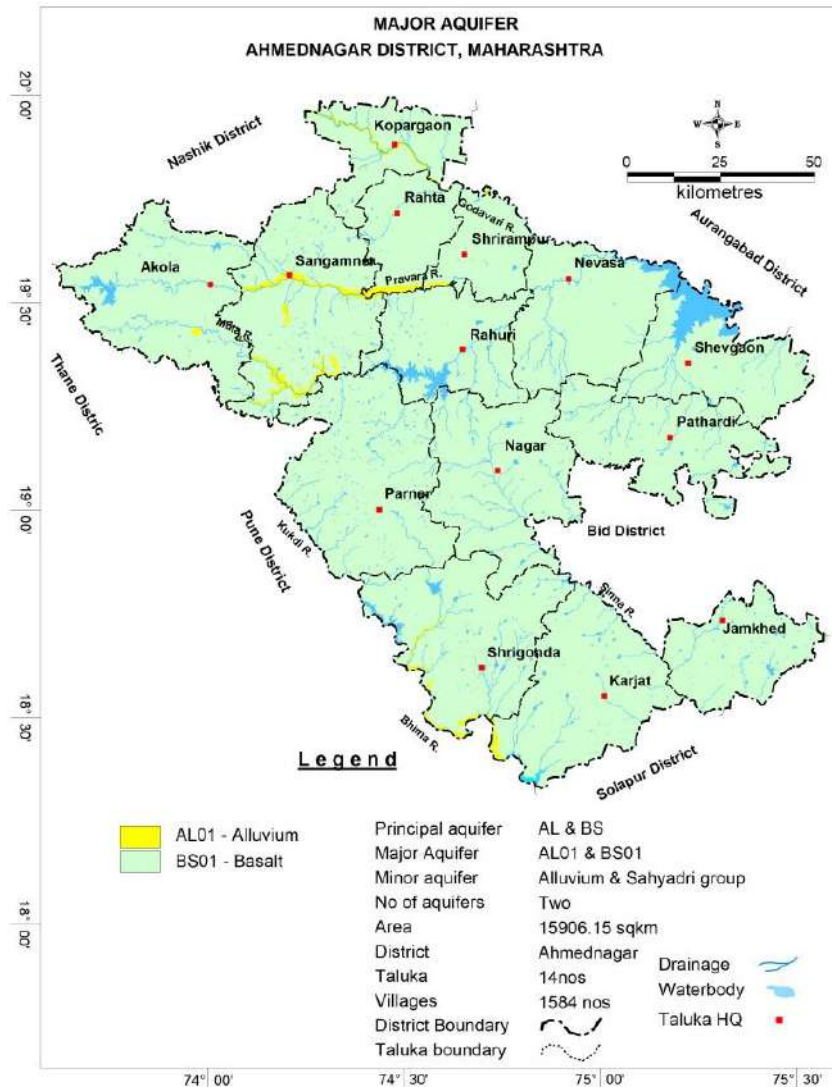 MAJOR AQUIFER
AHMEDNAGAR DISTRICT, MAHARASHTRA
20° 00'
Nashik District
Kopargaon
N
W E
S
0 25 50
kilometres
Rahta
Godavari R.
Shrirampur
Aurangabad District
Akola
Sangamner
Pravara R.
Nevasa
19° 30'
Mula R.
Rahuri
Shevgaon
Thane Distric
Pathardi
Nagar
Parner
19° 00'
Kukdi R.
Pune District
Bid District
Sinna R.
Jamkhed
Shrigonda
Karjat
18° 30'
Bhima R.
Legend
Solapur District
AL01 - Alluvium
BS01 - Basalt
Principal aquifer AL & BS
Major Aquifer AL01 & BS01
Minor aquifer Alluvium & Sahyadri group
No of aquifers Two
Area 15906.15 sqkm
District Ahmednagar
Taluka 14nos
Villages 1584 nos
District Boundary
Taluka boundary
Drainage
Waterbody
Taluka HQ
18° 00'
74° 00' 74° 30' 75° 00' 75° 30'